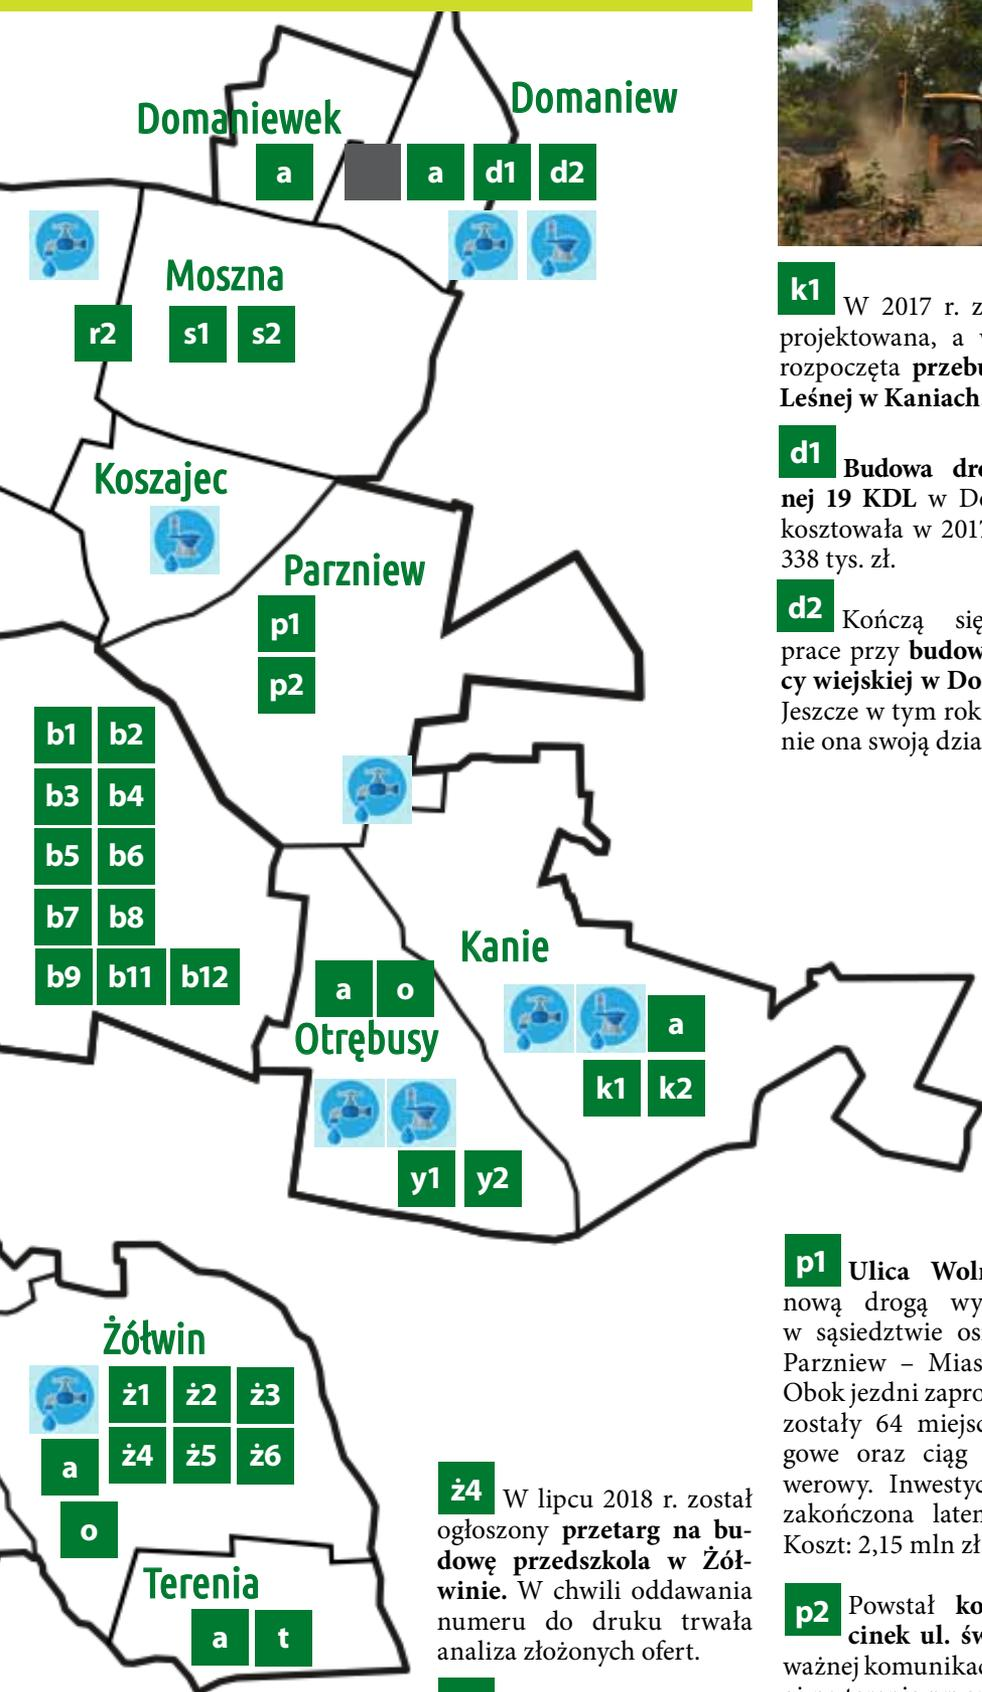 Domaniewek
Domaniew
a
a d1 d2
Moszna
r2 s1 s2
Koszajec
Parzniew
p1
p2
b1 b2
b3 b4
b5 b6
b7 b8
b9 b11 b12
Kanie
a o
Otrębusy
a
k1 k2
y1 y2
Żółwin
ż1 ż2 ż3
a ż4 ż5 ż6
o
Terenia
a t
ż4 W lipcu 2018 r. został
ogłoszony przetarg na bu-
dowę przedszkola w Żół-
winie. W chwili oddawania
numeru do druku trwała
analiza złożonych ofert.
k1 W 2017 r. z
projektowana, a
rozpoczęta przebu
Leśnej w Kaniach
d1 Budowa dro
nej 19 KDL w Do
kosztowała w 2017
338 tys. zł.
d2 Kończą się
prace przy budow
cy wiejskiej w Do
Jeszcze w tym rok
nie ona swoją dzia
p1 Ulica Woln
nową drogą wy
w sąsiedztwie os
Parzniew – Mias
Obok jezdni zapro
zostały 64 miejsc
gowe oraz ciąg
werowy. Inwestyc
zakończona laten
Koszt: 2,15 mln zł
p2 Powstał ko
cinek ul. św
ważnej komunikac